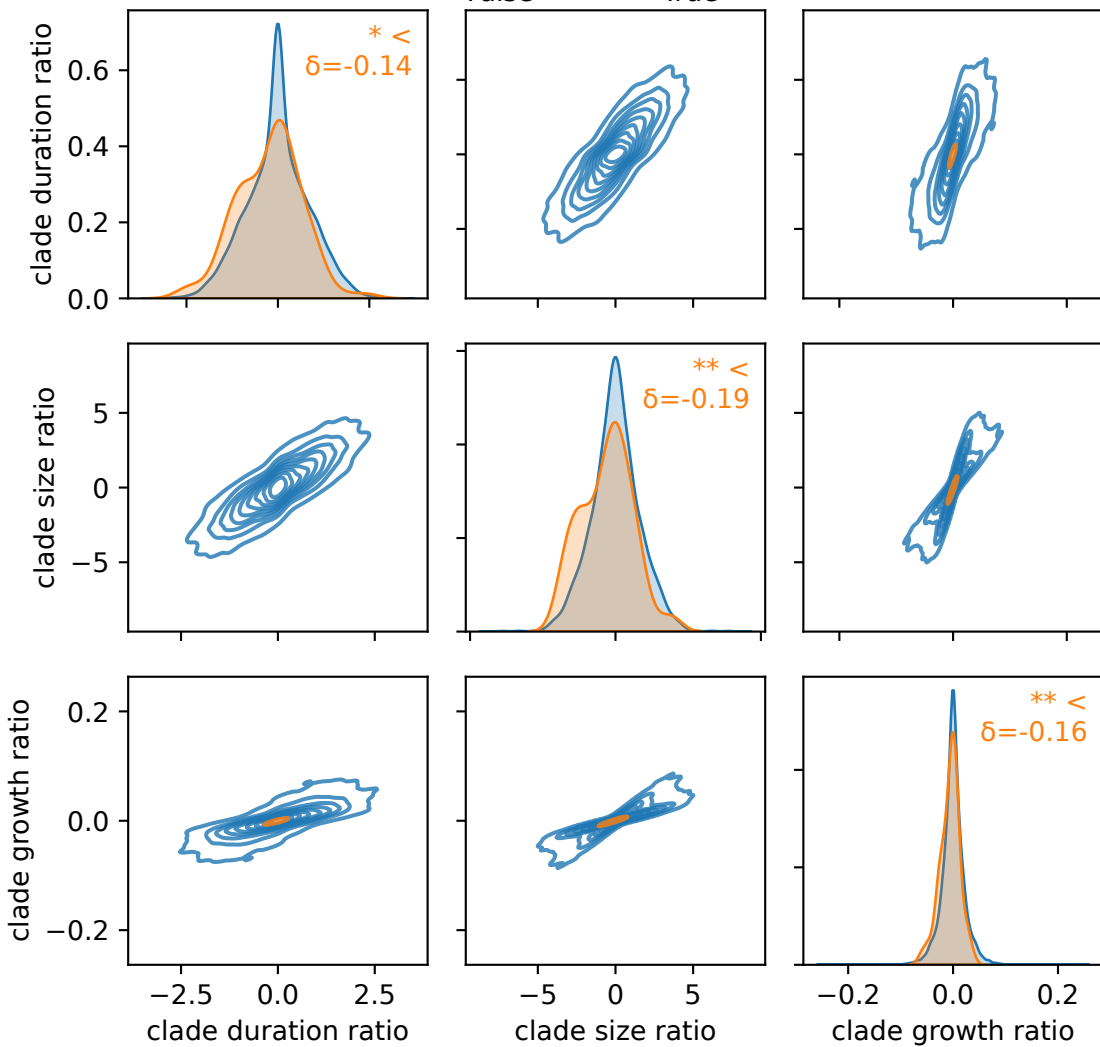 clade duration ratio
0.6
0.4
0.2
0.0
* <
δ=-0.14
clade size ratio
5
0
−5
** <
δ=-0.19
clade growth ratio
0.2
0.0
−0.2
** <
δ=-0.16
−2.5 0.0 2.5
clade duration ratio
−5 0 5
clade size ratio
−0.2 0.0 0.2
clade growth ratio